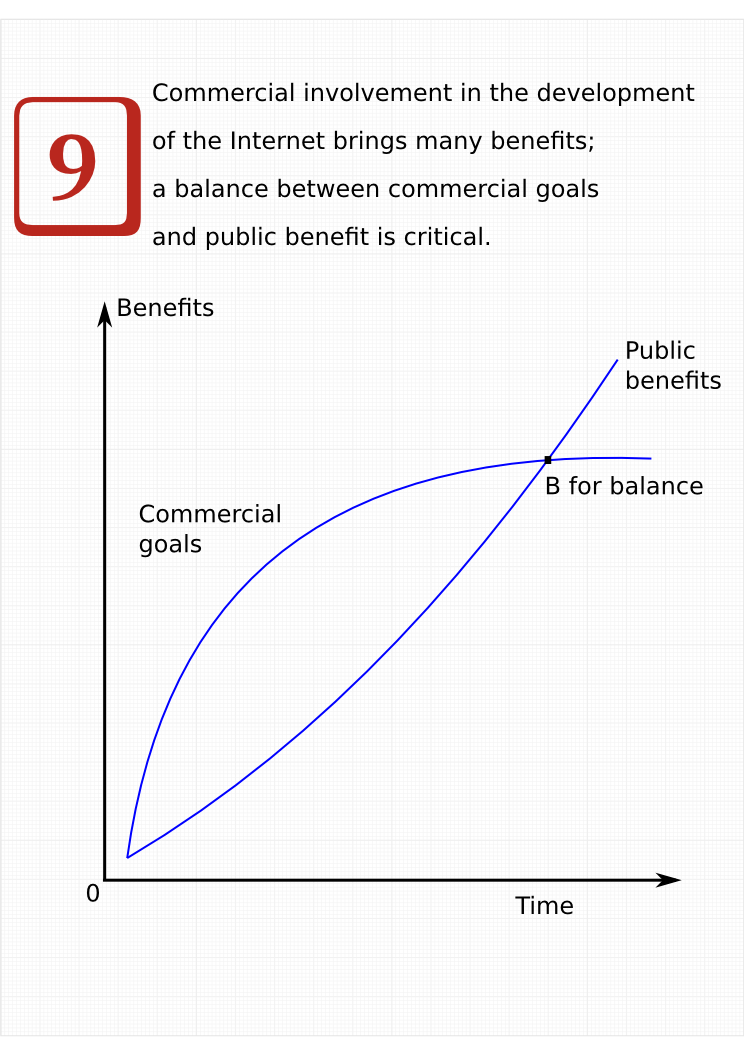 9
Commercial involvement in the development
of the Internet brings many benefits;
a balance between commercial goals
and public benefit is critical.
Benefits
Public
benefits
B for balance
Commercial
goals
0
Time